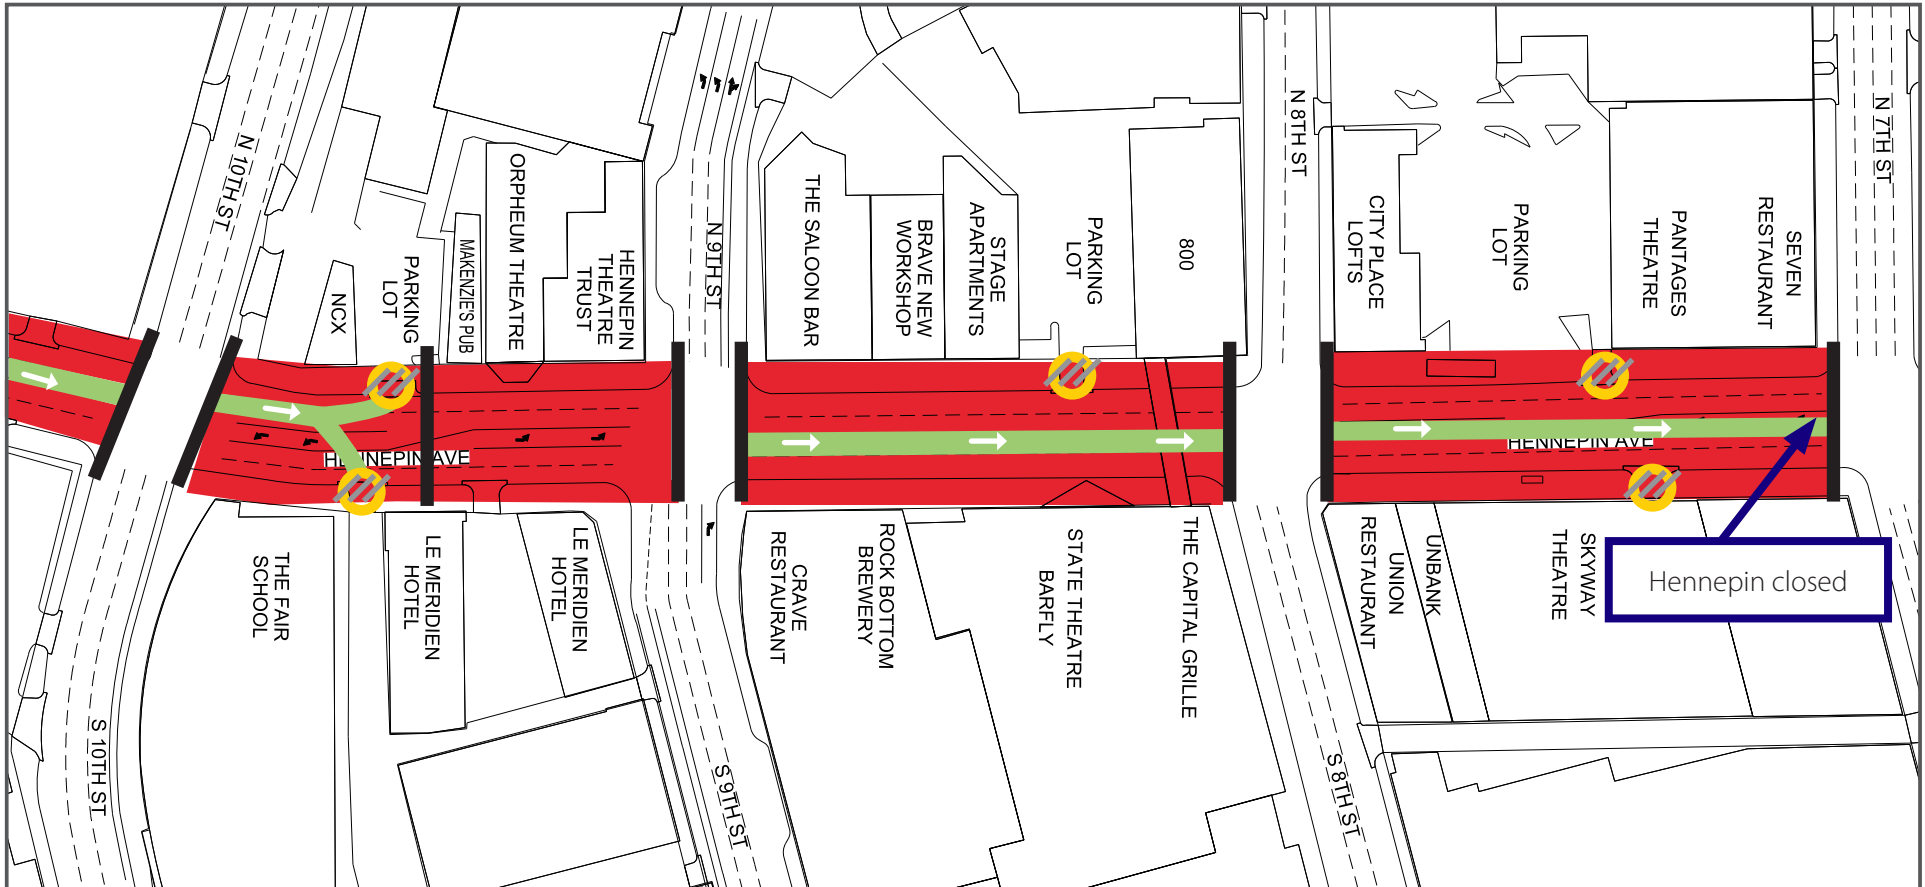 N 10TH ST
NCX
PARKING
LOT
MAKENZIE'S PUB
ORPHEUM THEATRE
HENNEPIN
THEATRE
TRUST
N 9TH ST
THE SALOON BAR
BRAVE NEW
WORKSHOP
STAGE
APARTMENTS
PARKING
LOT
800
N 8TH ST
CITY PLACE
LOFTS
PARKING
LOT
PANTAGES
THEATRE
SEVEN
RESTAURANT
N 7TH ST
HENNEPIN AVE
HENNEPIN AVE
S 10TH ST
THE FAIR
SCHOOL
LE MERIDIEN
HOTEL
LE MERIDIEN
HOTEL
S 9TH ST
CRAVE
RESTAURANT
ROCK BOTTOM
BREWERY
STATE THEATRE
BARFLY
THE CAPITAL GRILLE
S 8TH ST
UNION
RESTAURANT
UNBANK
SKYWAY
THEATRE
Hennepin closed